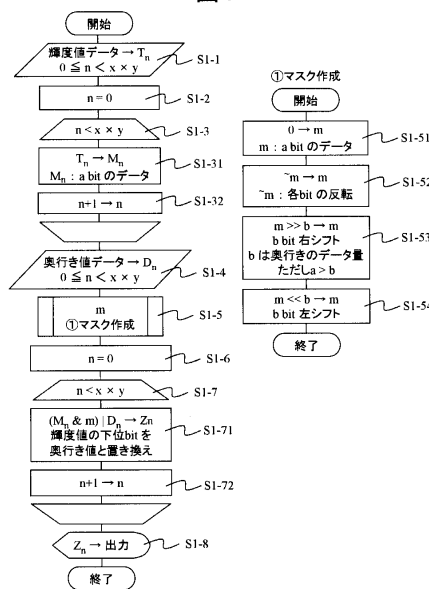 開始
輝度値データ → Tn
0 ≦ n < x × y
S1-1
n = 0
S1-2
n < x × y
S1-3
Tn → Mn
Mn : a bit のデータ
S1-31
n+1 → n
S1-32
奥行き値データ → Dn
0 ≦ n < x × y
S1-4
m
①マスク作成
S1-5
n = 0
S1-6
n < x × y
S1-7
(Mn & m) | Dn → Zn
輝度値の下位bit を
奥行き値と置き換え
S1-71
n+1 → n
S1-72
Zn → 出力
S1-8
終了
①マスク作成
開始
0 → m
m : a bit のデータ
S1-51
~m → m
~m : 各bit の反転
S1-52
m >> b → m
b bit 右シフト
b は奥行きのデータ量
ただしa > b
S1-53
m << b → m
b bit 左シフト
S1-54
終了